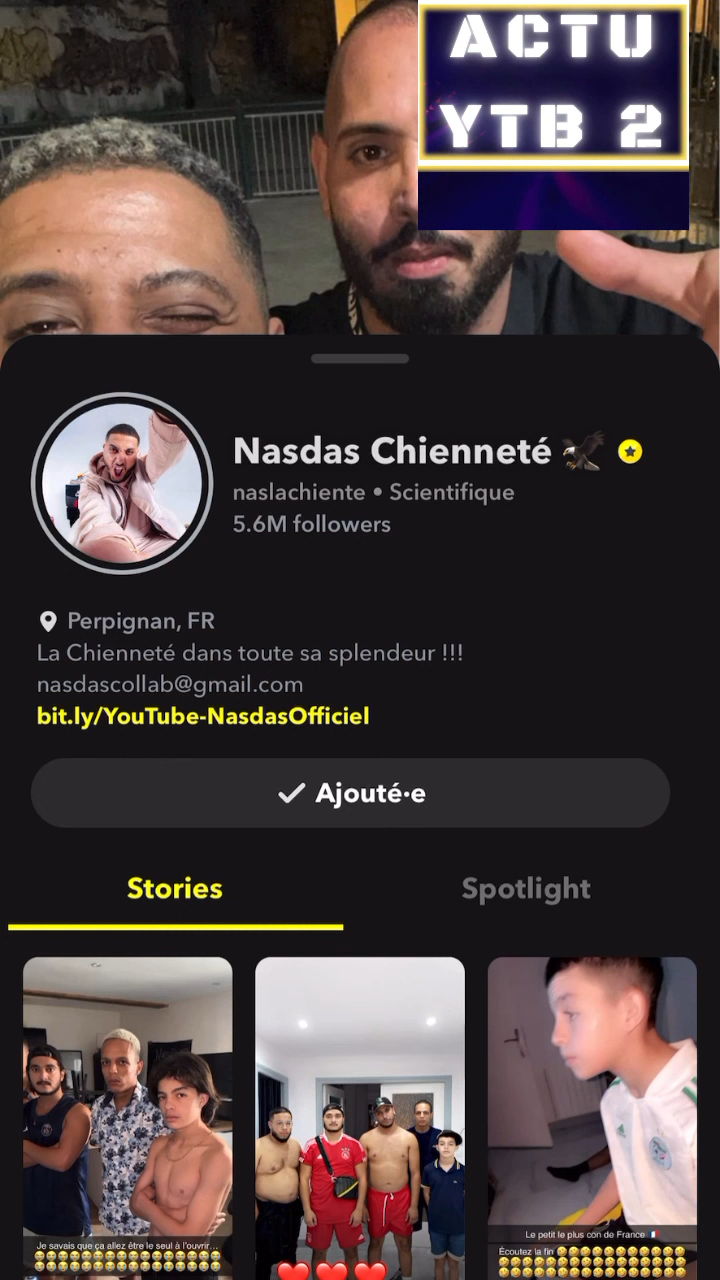 ACTU
YTB 2
Nasdas Chienneté 🦅
naslachiente • Scientifique
5.6M followers
Perpignan, FR
La Chienneté dans toute sa splendeur !!!
nasdascollab@gmail.com
bit.ly/YouTube-NasdasOfficiel
Ajouté·e
Stories
Spotlight
Je savais que ça allez être le seul à l'ouvrir...
😭😭😭😭😭😭😭😭😭😭😭😭
😭😭😭😭😭😭😭😭😭😭😭😭
❤️❤️❤️
Le petit le plus con de France 🇫🇷
Écoutez la fin 🤣🤣🤣🤣🤣🤣🤣🤣🤣
🤣🤣🤣🤣🤣🤣🤣🤣🤣🤣🤣🤣🤣